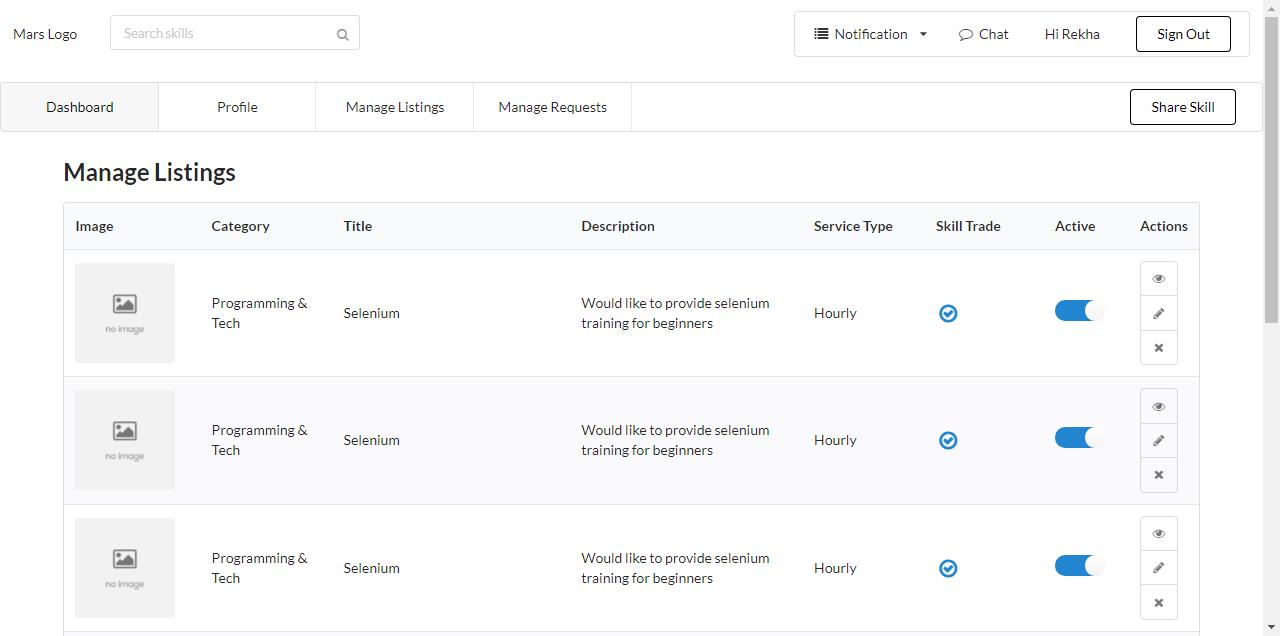 Mars Logo
Search skills
Notification
Chat
Hi Rekha
Sign Out
Dashboard
Profile
Manage Listings
Manage Requests
Share Skill
Manage Listings
Image Category Title Description Service Type Skill Trade Active Actions
no image
Programming &
Tech
Selenium
Would like to provide selenium
training for beginners
Hourly
no image
Programming &
Tech
Selenium
Would like to provide selenium
training for beginners
Hourly
no image
Programming &
Tech
Selenium
Would like to provide selenium
training for beginners
Hourly